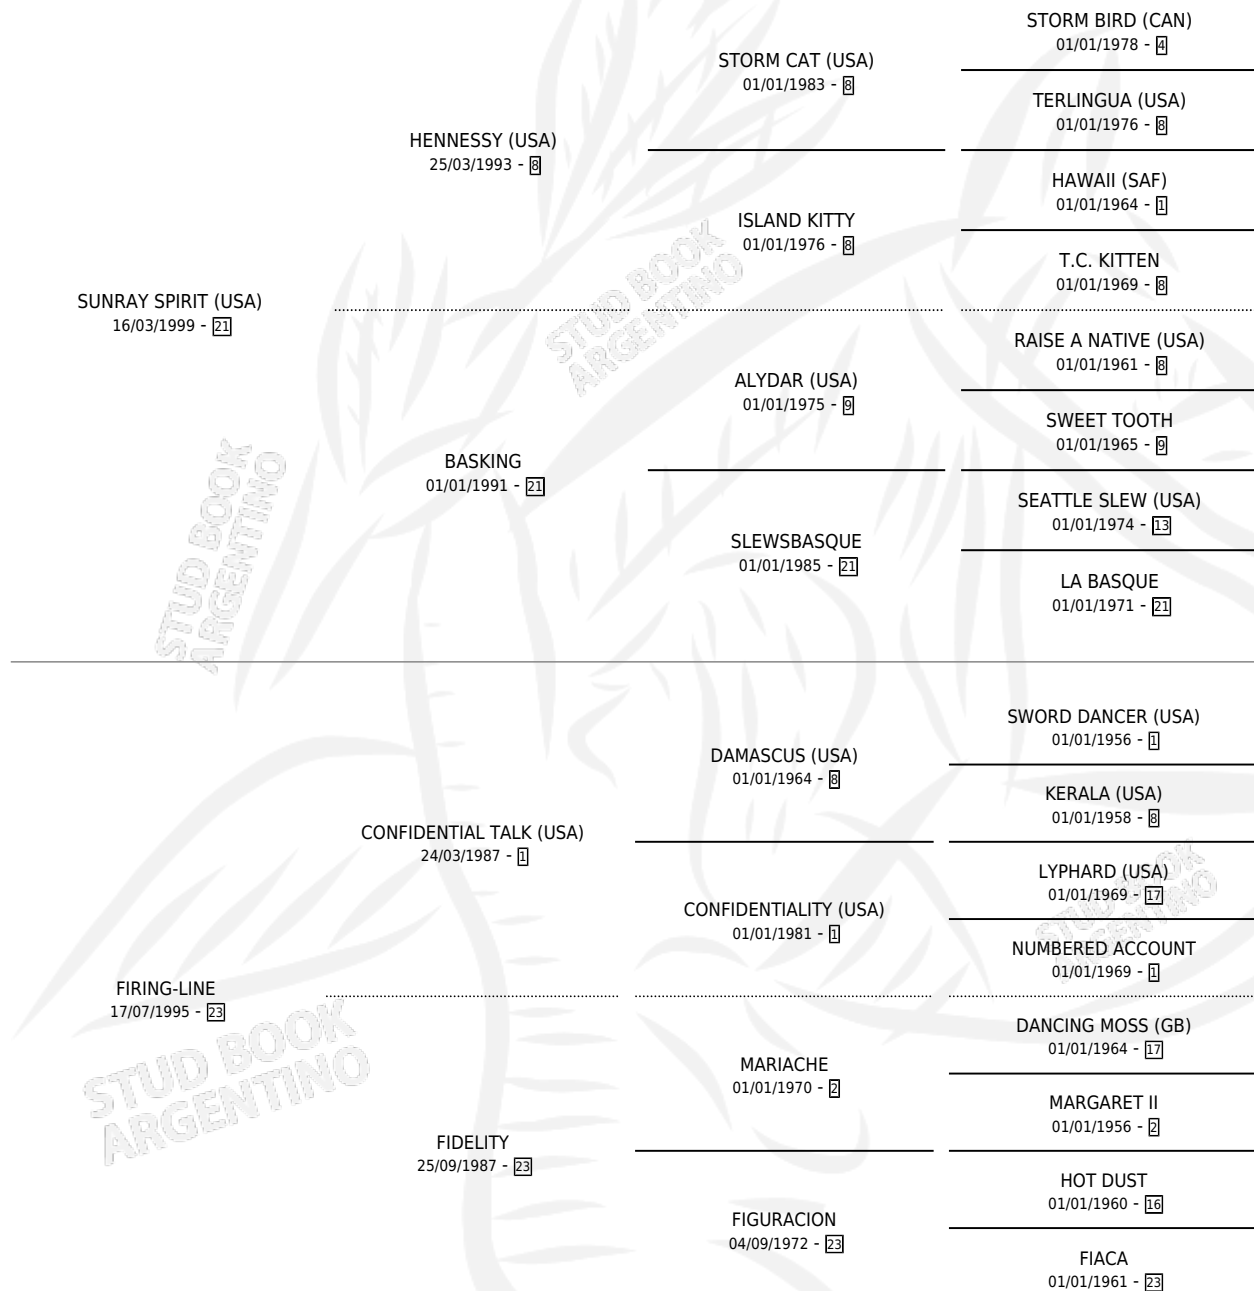 STORM BIRD (CAN)
01/01/1978 - 4
STORM CAT (USA)
01/01/1983 - 8
TERLINGUA (USA)
01/01/1976 - 8
HENNESSY (USA)
25/03/1993 - 8
HAWAII (SAF)
01/01/1964 - 1
ISLAND KITTY
01/01/1976 - 8
T.C. KITTEN
01/01/1969 - 8
SUNRAY SPIRIT (USA)
16/03/1999 - 21
RAISE A NATIVE (USA)
01/01/1961 - 8
ALYDAR (USA)
01/01/1975 - 9
SWEET TOOTH
01/01/1965 - 9
BASKING
01/01/1991 - 21
SEATTLE SLEW (USA)
01/01/1974 - 13
SLEWSBASQUE
01/01/1985 - 21
LA BASQUE
01/01/1971 - 21
SWORD DANCER (USA)
01/01/1956 - 1
DAMASCUS (USA)
01/01/1964 - 8
KERALA (USA)
01/01/1958 - 8
CONFIDENTIAL TALK (USA)
24/03/1987 - 1
LYPHARD (USA)
01/01/1969 - 17
CONFIDENTIALITY (USA)
01/01/1981 - 1
NUMBERED ACCOUNT
01/01/1969 - 1
FIRING-LINE
17/07/1995 - 23
DANCING MOSS (GB)
01/01/1964 - 17
MARIACHE
01/01/1970 - 2
MARGARET II
01/01/1956 - 2
FIDELITY
25/09/1987 - 23
HOT DUST
01/01/1960 - 16
FIGURACION
04/09/1972 - 23
FIACA
01/01/1961 - 23
STUD BOOK
ARGENTINO
STUD BOOK
ARGENTINO
STUD BOOK
ARGENTINO
STUD BOOK
ARGENTINO